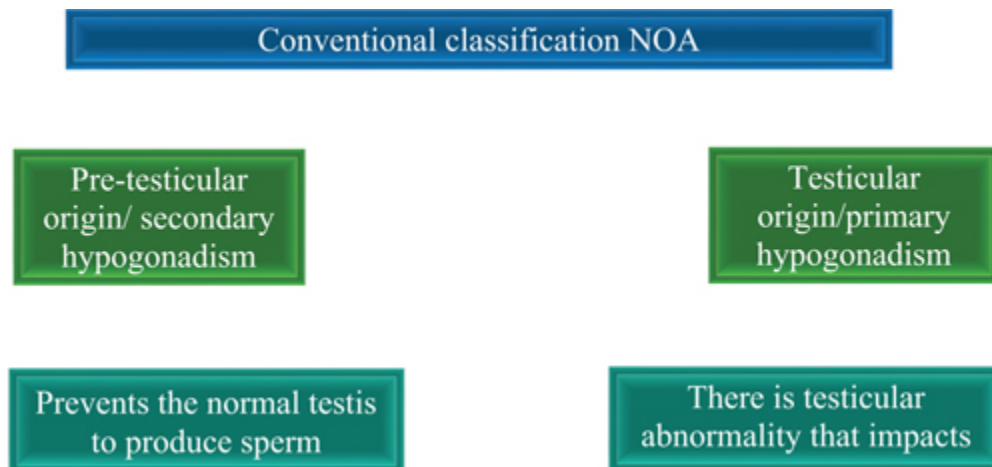 Conventional classification NOA
Pre-testicular
origin/ secondary
hypogonadism
Testicular
origin/primary
hypogonadism
Prevents the normal testis
to produce sperm
There is testicular
abnormality that impacts